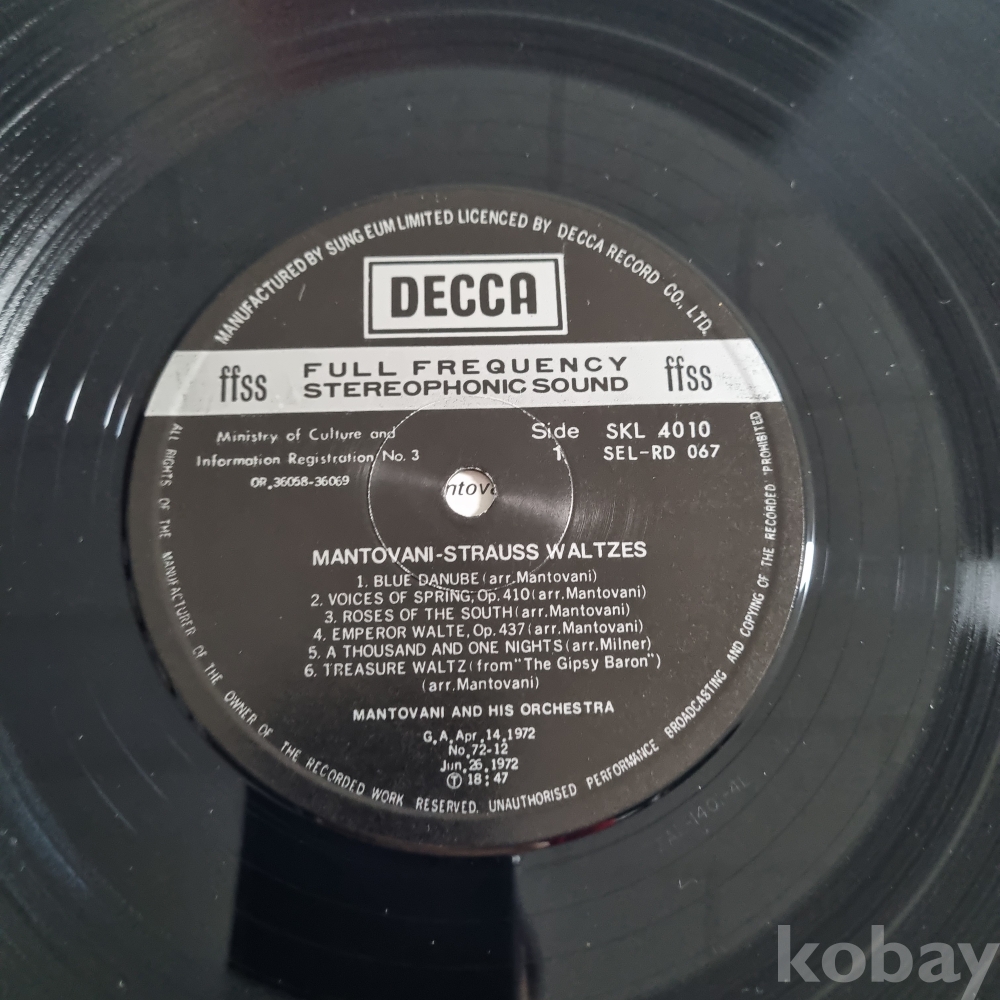 MANUFACTURED BY SUNG EUM LIMITED LICENCED BY DECCA RECORD CO., LTD.
DECCA
ffss FULL FREQUENCY STEREOPHONIC SOUND ffss
Ministry of Culture and
Information Registration No. 3
OR.36058-36069
Side 1
SKL 4010
SEL-RD 067
ntova
MANTOVANI-STRAUSS WALTZES
1. BLUE DANUBE (arr.Mantovani)
2. VOICES OF SPRING, Op. 410 (arr.Mantovani)
3. ROSES OF THE SOUTH (arr.Mantovani)
4. EMPEROR WALTE, Op. 437 (arr.Mantovani)
5. A THOUSAND AND ONE NIGHTS (arr.Milner)
6. TREASURE WALTZ (from "The Gipsy Baron")
(arr.Mantovani)
MANTOVANI AND HIS ORCHESTRA
G.A.Apr.14.1972
No.72-12
Jun.26.1972
Ⓣ 18:47
ALL RIGHTS OF THE MANUFACTURER OF THE OWNER OF THE RECORDED WORK RESERVED. UNAUTHORISED PERFORMANCE BROADCASTING AND COPYING OF THE RECORDED PROHIBITED
kobay